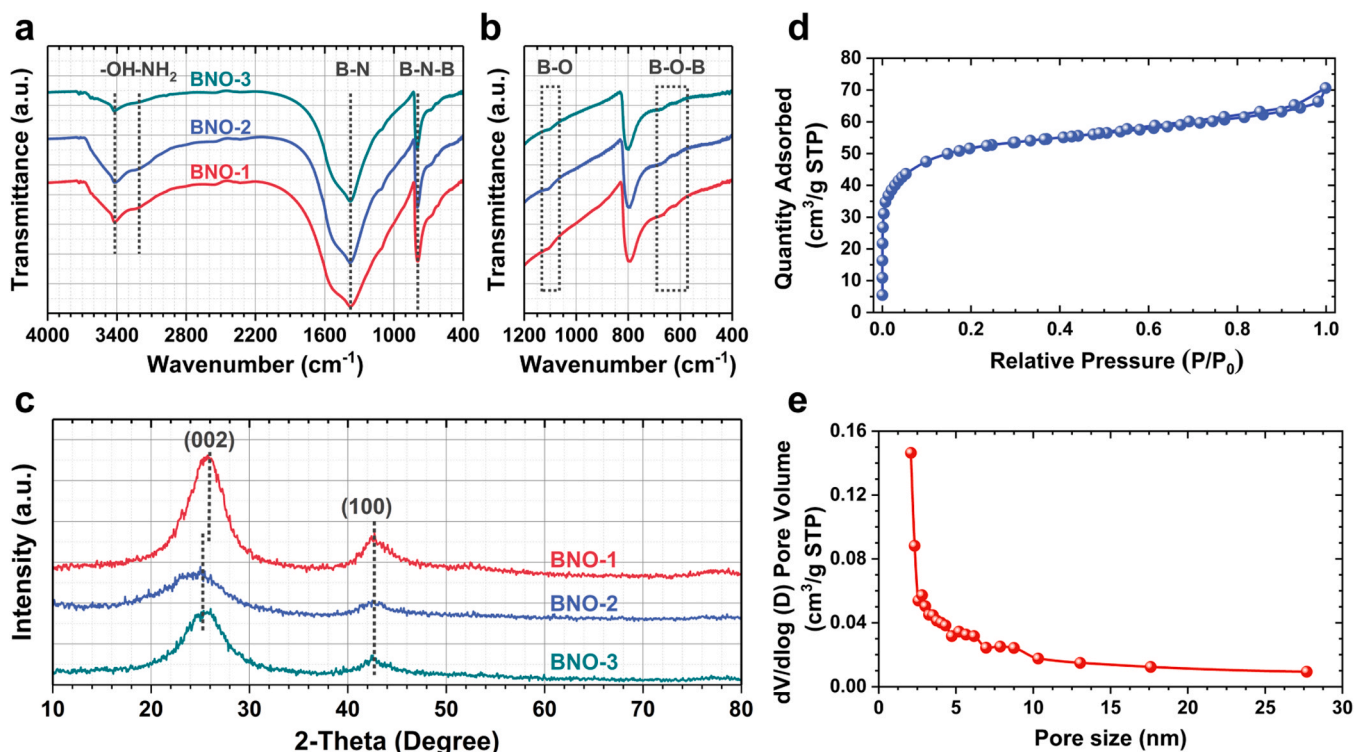 a
Transmittance (a.u.)
-OH-NH₂
B-N
B-N-B
BNO-3
BNO-2
BNO-1
4000 3400 2800 2200 1600 1000 400
Wavenumber (cm⁻¹)
b
Transmittance (a.u.)
B-O
B-O-B
1200 1000 800 600 400
Wavenumber (cm⁻¹)
d
Quantity Adsorbed
(cm³/g STP)
80
70
60
50
40
30
20
10
0
0.0 0.2 0.4 0.6 0.8 1.0
Relative Pressure (P/P₀)
c
Intensity (a.u.)
(002)
(100)
BNO-1
BNO-2
BNO-3
10 20 30 40 50 60 70 80
2-Theta (Degree)
e
dV/dlog (D) Pore Volume
(cm³/g STP)
0.16
0.12
0.08
0.04
0.00
0 5 10 15 20 25 30
Pore size (nm)